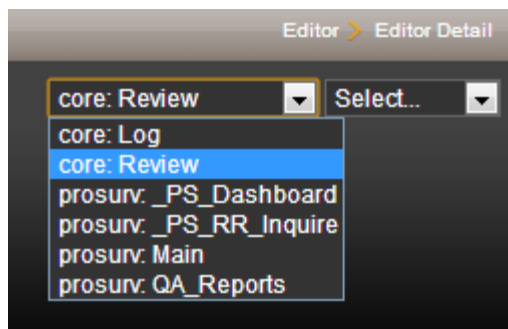 Editor > Editor Detail
core: Review Select...
core: Log
core: Review
prosurv: _PS_Dashboard
prosurv: _PS_RR_Inquire
prosurv: Main
prosurv: QA_Reports